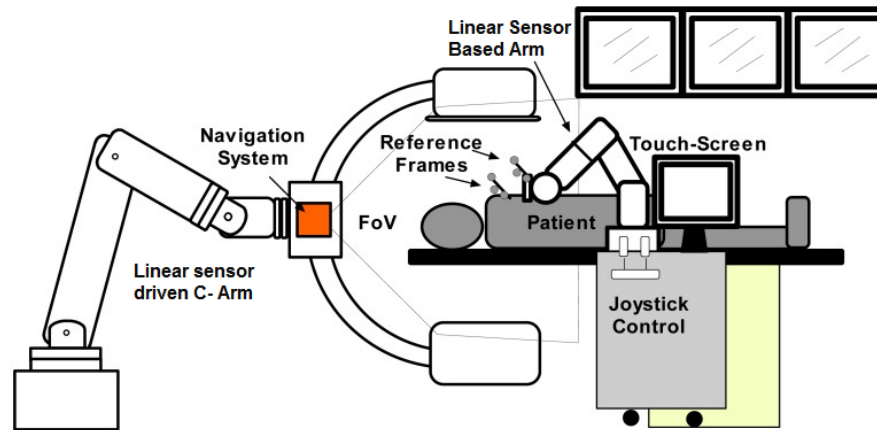 Linear Sensor
Based Arm
Navigation
System
Reference
Frames
Touch-Screen
FoV
Patient
Linear sensor
driven C- Arm
Joystick
Control